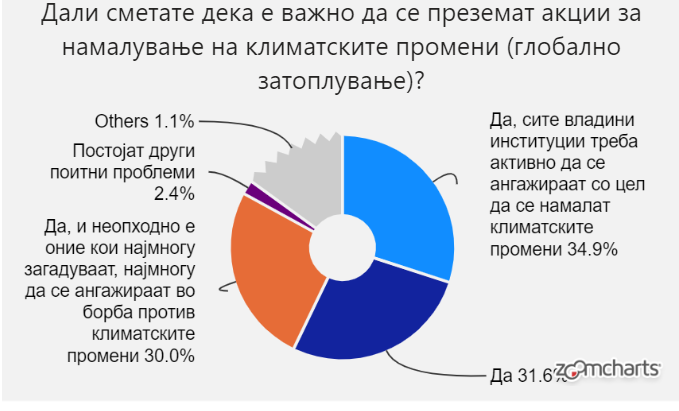 Дали сметате дека е важно да се преземат акции за
намалување на климатските промени (глобално
затоплување)?
Others 1.1%
Постојат други
поитни проблеми
2.4%
Да, и неопходно е
оние кои најмногу
загадуваат, најмногу
да се ангажираат во
борба против
климатските
промени 30.0%
Да, сите владини
институции треба
активно да се
ангажираат со цел
да се намалат
климатските
промени 34.9%
Да 31.6%
zoomcharts